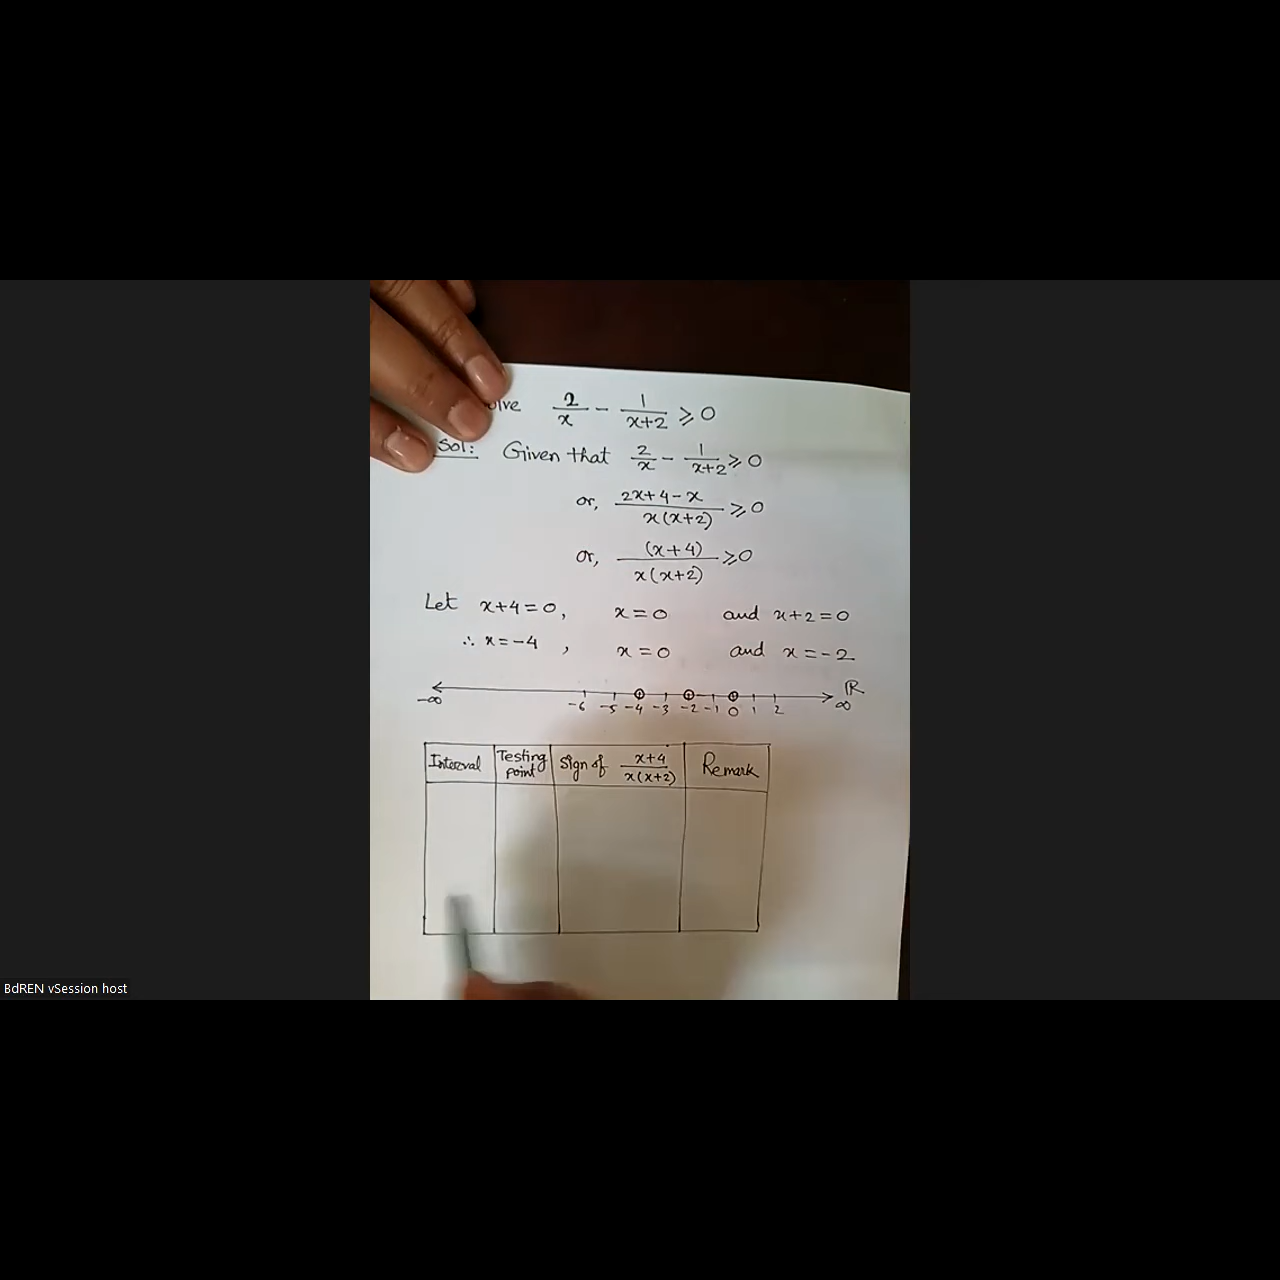 olve 2/x - 1/(x+2) ⩾ 0
Sol: Given that 2/x - 1/(x+2) ⩾ 0
or, (2x+4-x)/(x(x+2)) ⩾ 0
or, (x+4)/(x(x+2)) ⩾ 0
Let x+4=0, x=0 and x+2=0
∴ x=-4, x=0 and x=-2
-∞ -6 -5 -4 -3 -2 -1 0 1 2 ∞ ℝ
Interval Testing point Sign of (x+4)/(x(x+2)) Remark
BdREN vSession host